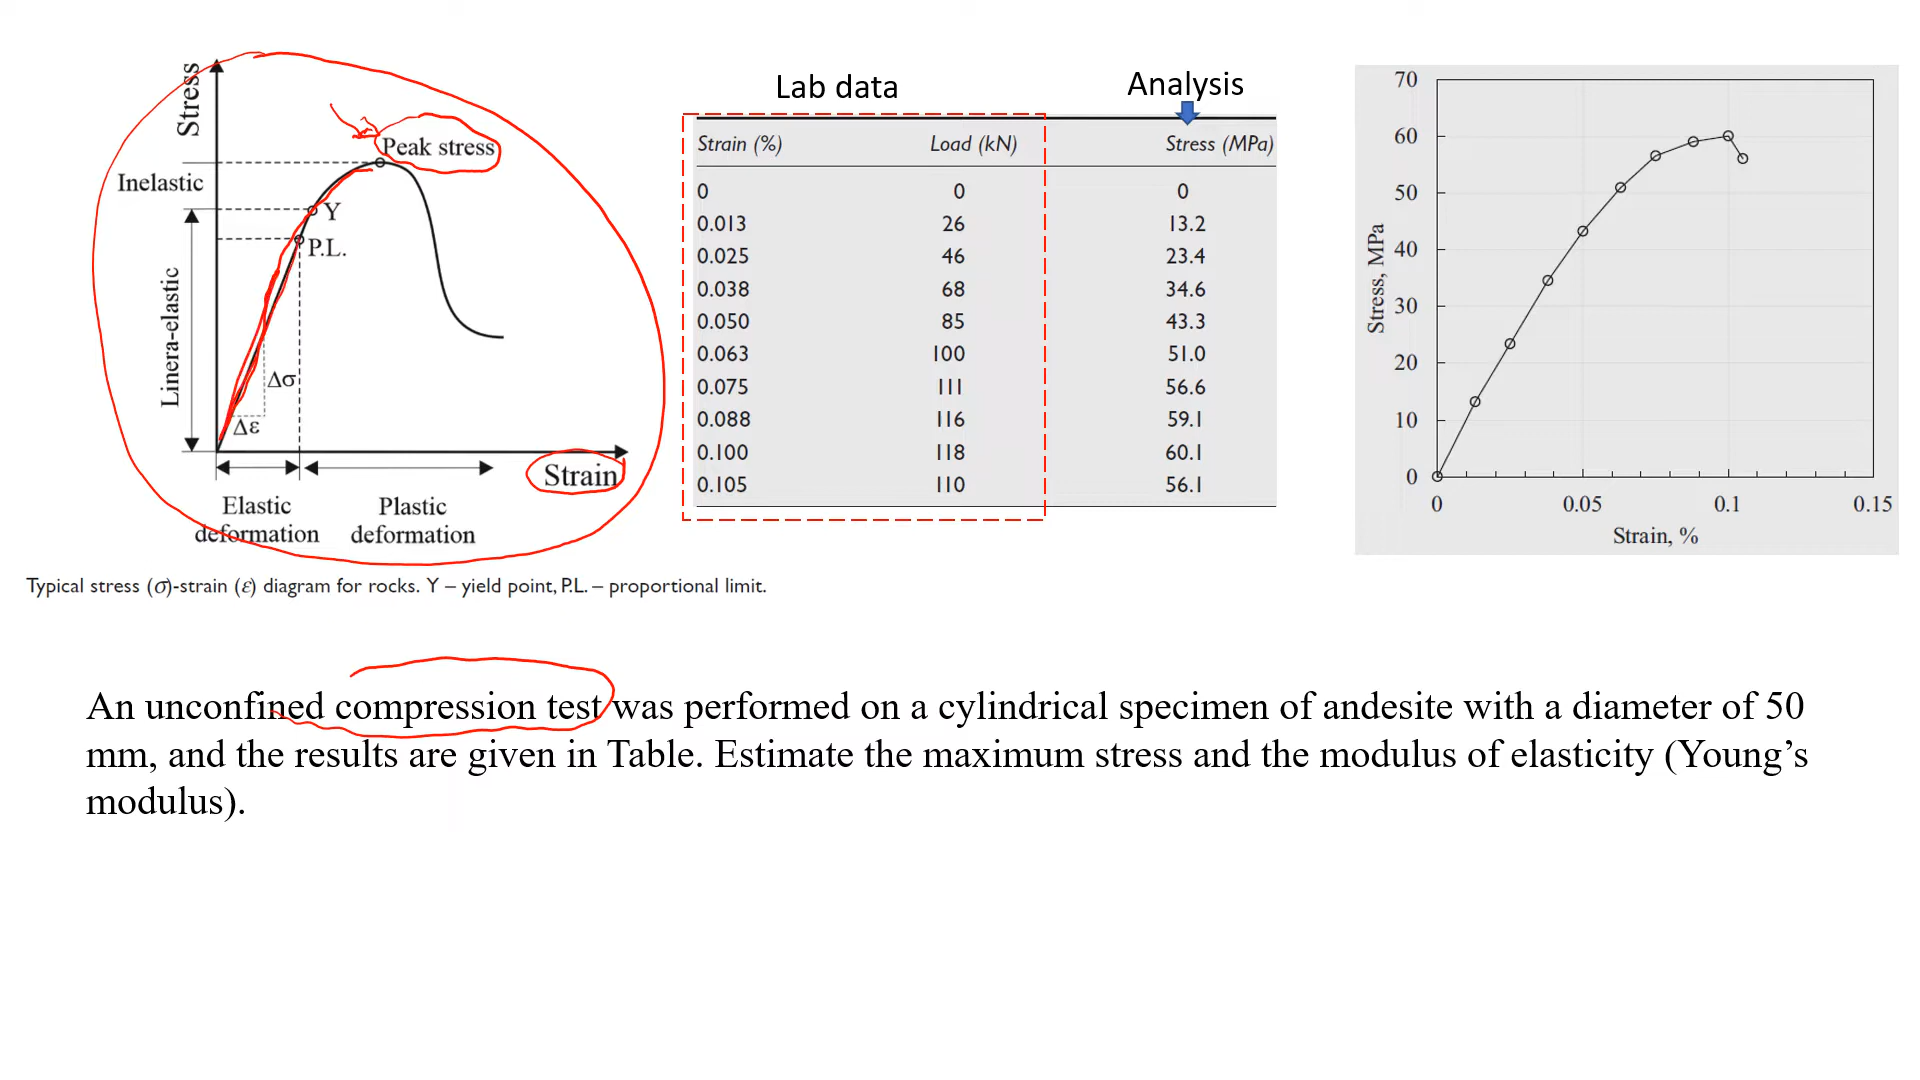 Stress
Peak stress
Inelastic
Y
P.L.
Linera-elastic
Δσ
Δε
Strain
Elastic
deformation
Plastic
deformation
Typical stress (σ)-strain (ε) diagram for rocks. Y – yield point, P.L. – proportional limit.
Lab data
Analysis
Strain (%) Load (kN) Stress (MPa)
0 0 0
0.013 26 13.2
0.025 46 23.4
0.038 68 34.6
0.050 85 43.3
0.063 100 51.0
0.075 111 56.6
0.088 116 59.1
0.100 118 60.1
0.105 110 56.1
70
60
50
40
30
20
10
0
Stress, MPa
0 0.05 0.1 0.15
Strain, %
An unconfined compression test was performed on a cylindrical specimen of andesite with a diameter of 50
mm, and the results are given in Table. Estimate the maximum stress and the modulus of elasticity (Young’s
modulus).